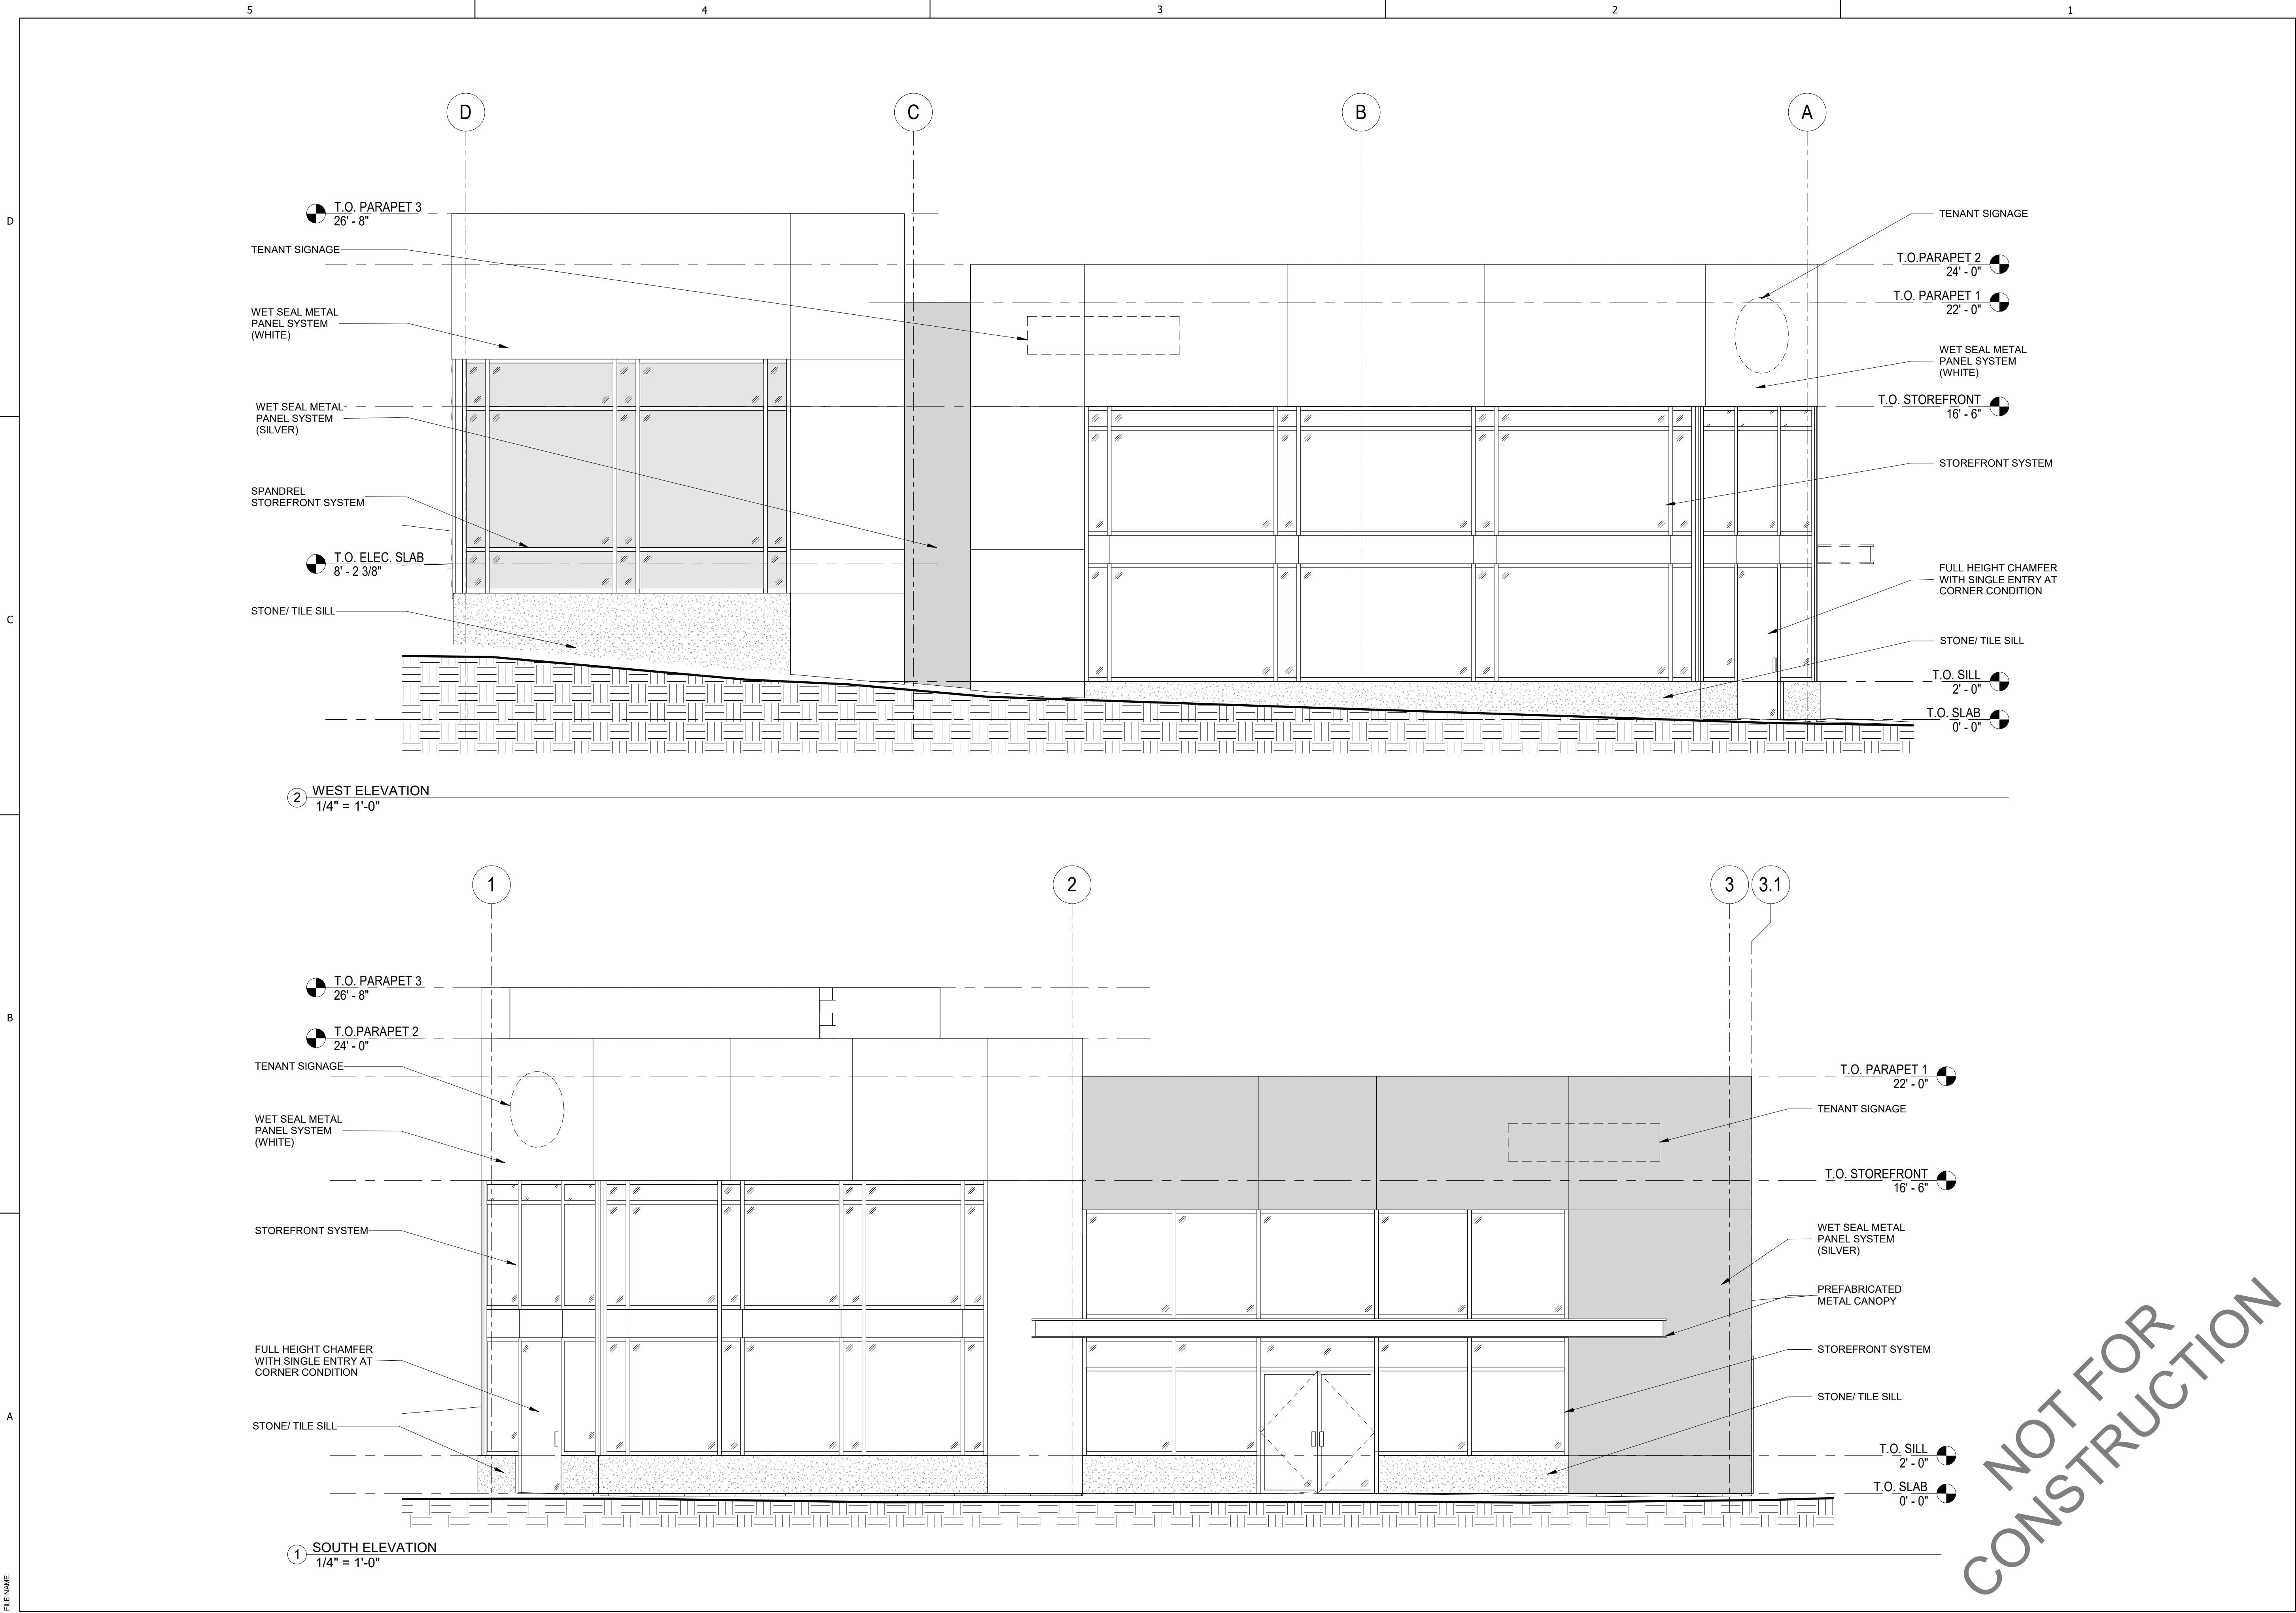 5 4 3 2 1
D
C
B
A
D C B A
T.O. PARAPET 3
26' - 8"
TENANT SIGNAGE
WET SEAL METAL
PANEL SYSTEM
(WHITE)
WET SEAL METAL
PANEL SYSTEM
(SILVER)
SPANDREL
STOREFRONT SYSTEM
T.O. ELEC. SLAB
8' - 2 3/8"
STONE/ TILE SILL
TENANT SIGNAGE
T.O.PARAPET 2
24' - 0"
T.O. PARAPET 1
22' - 0"
WET SEAL METAL
PANEL SYSTEM
(WHITE)
T.O. STOREFRONT
16' - 6"
STOREFRONT SYSTEM
FULL HEIGHT CHAMFER
WITH SINGLE ENTRY AT
CORNER CONDITION
STONE/ TILE SILL
T.O. SILL
2' - 0"
T.O. SLAB
0' - 0"
2 WEST ELEVATION
1/4" = 1'-0"
1 2 3 3.1
T.O. PARAPET 3
26' - 8"
T.O.PARAPET 2
24' - 0"
TENANT SIGNAGE
WET SEAL METAL
PANEL SYSTEM
(WHITE)
STOREFRONT SYSTEM
FULL HEIGHT CHAMFER
WITH SINGLE ENTRY AT
CORNER CONDITION
STONE/ TILE SILL
T.O. PARAPET 1
22' - 0"
TENANT SIGNAGE
T.O. STOREFRONT
16' - 6"
WET SEAL METAL
PANEL SYSTEM
(SILVER)
PREFABRICATED
METAL CANOPY
STOREFRONT SYSTEM
STONE/ TILE SILL
T.O. SILL
2' - 0"
T.O. SLAB
0' - 0"
1 SOUTH ELEVATION
1/4" = 1'-0"
NOT FOR
CONSTRUCTION
FILE NAME: